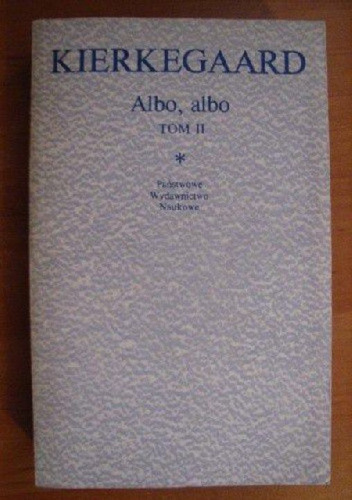 KIERKEGAARD
Albo, albo
TOM II
*
Państwowe
Wydawnictwo
Naukowe